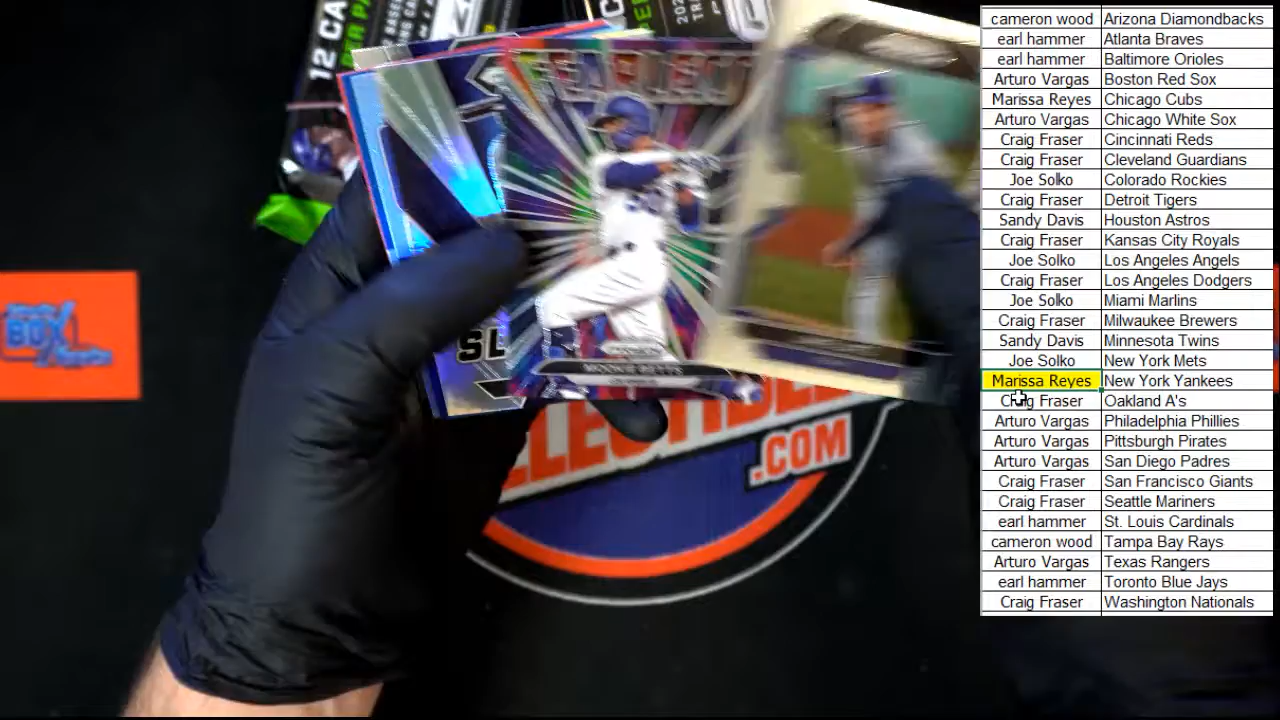 12 CA
BOX
SELECT
MOOKIE BETTS
SL
LLECTIBLE
.COM
cameron wood Arizona Diamondbacks
earl hammer Atlanta Braves
earl hammer Baltimore Orioles
Arturo Vargas Boston Red Sox
Marissa Reyes Chicago Cubs
Arturo Vargas Chicago White Sox
Craig Fraser Cincinnati Reds
Craig Fraser Cleveland Guardians
Joe Solko Colorado Rockies
Craig Fraser Detroit Tigers
Sandy Davis Houston Astros
Craig Fraser Kansas City Royals
Joe Solko Los Angeles Angels
Craig Fraser Los Angeles Dodgers
Joe Solko Miami Marlins
Craig Fraser Milwaukee Brewers
Sandy Davis Minnesota Twins
Joe Solko New York Mets
Marissa Reyes New York Yankees
Craig Fraser Oakland A's
Arturo Vargas Philadelphia Phillies
Arturo Vargas Pittsburgh Pirates
Arturo Vargas San Diego Padres
Craig Fraser San Francisco Giants
Craig Fraser Seattle Mariners
earl hammer St. Louis Cardinals
cameron wood Tampa Bay Rays
Arturo Vargas Texas Rangers
earl hammer Toronto Blue Jays
Craig Fraser Washington Nationals